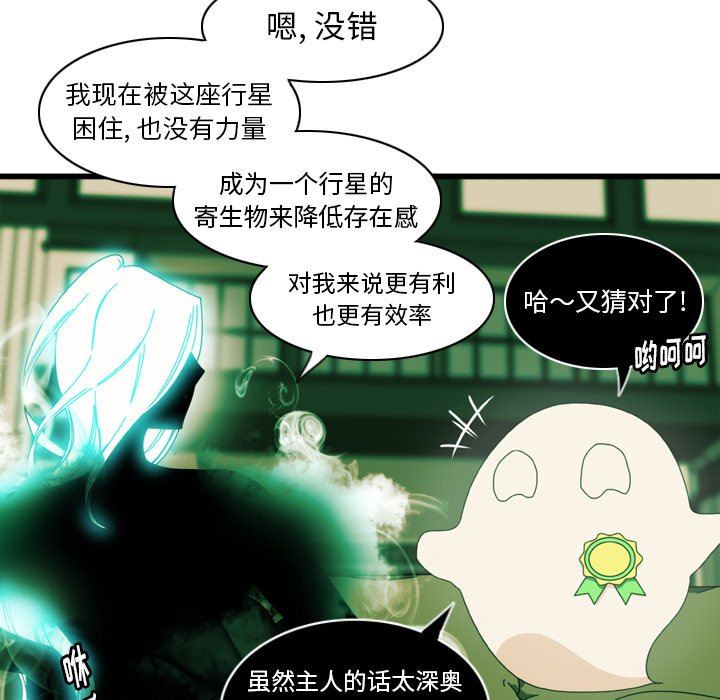 嗯, 没错
我现在被这座行星
困住, 也没有力量
成为一个行星的
寄生物来降低存在感
对我来说更有利
也更有效率
哈～又猜对了!
哟呵呵
虽然主人的话太深奥